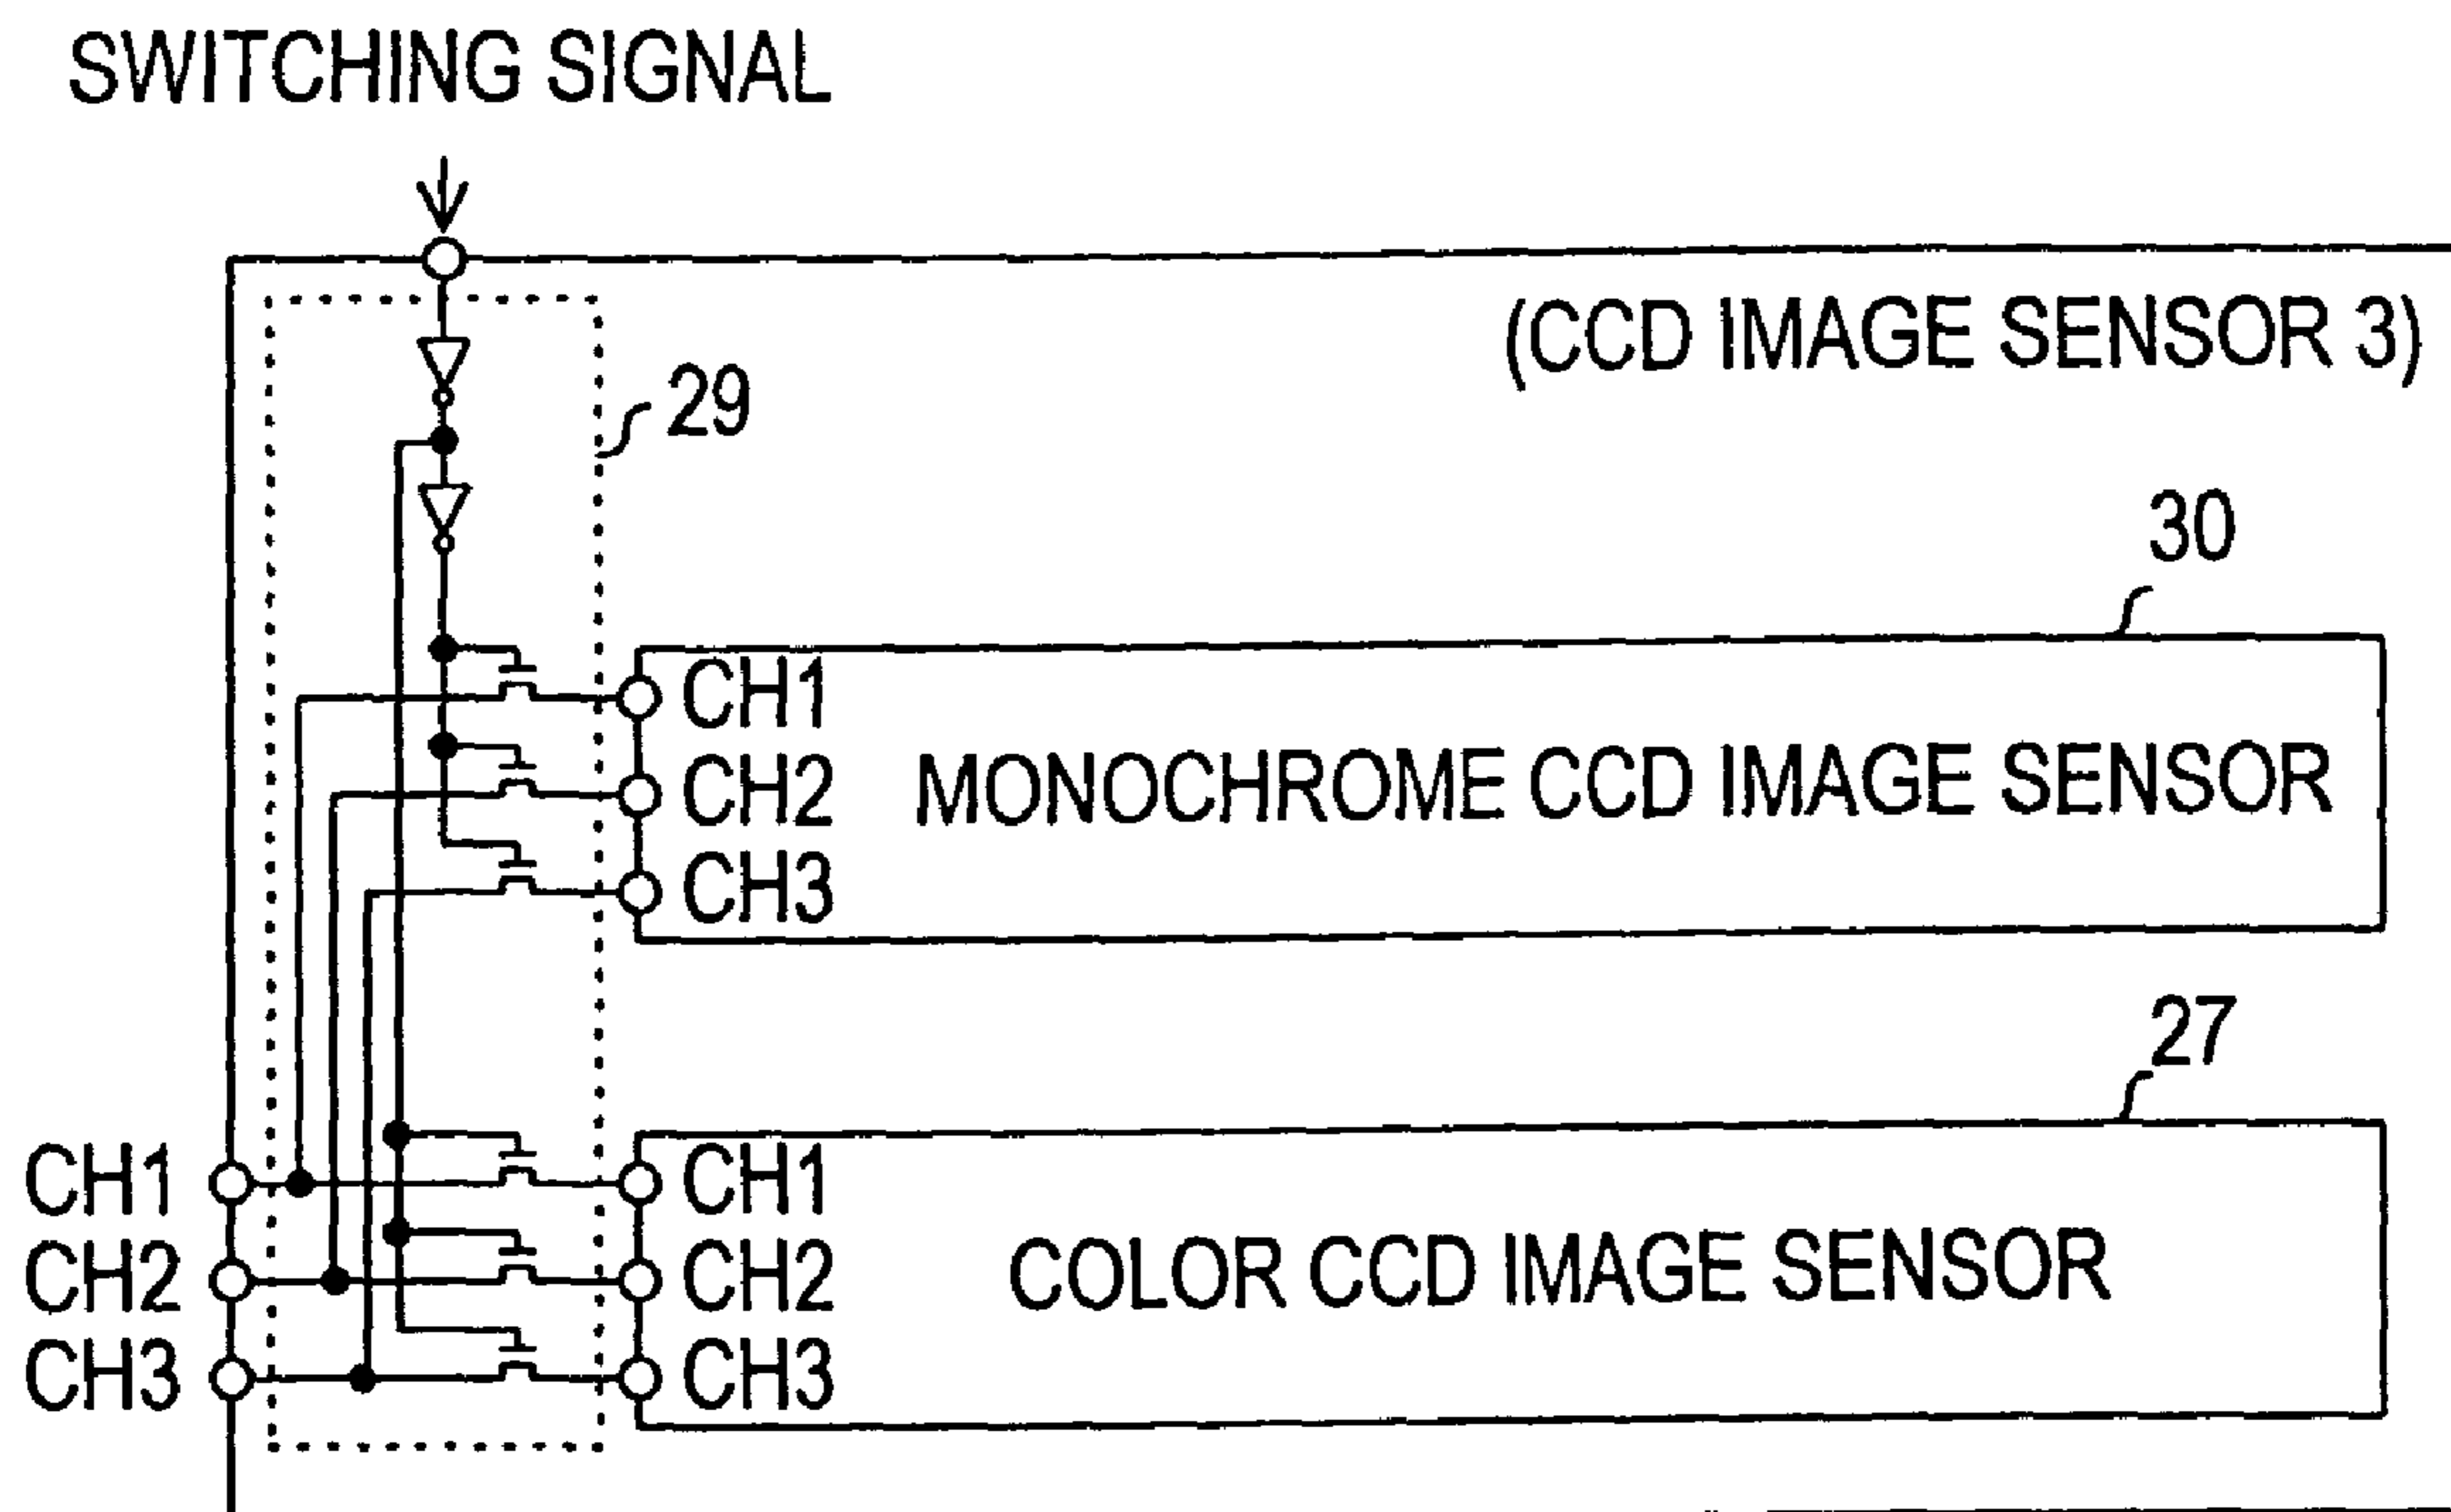 SWITCHING SIGNAL
(CCD IMAGE SENSOR 3)
29
30
CH1
CH2 MONOCHROME CCD IMAGE SENSOR
CH3
27
CH1 CH1
CH2 CH2 COLOR CCD IMAGE SENSOR
CH3 CH3